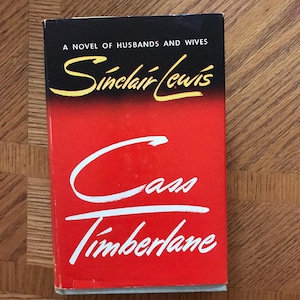 A NOVEL OF HUSBANDS AND WIVES
Sinclair Lewis
Cass
Timberlane